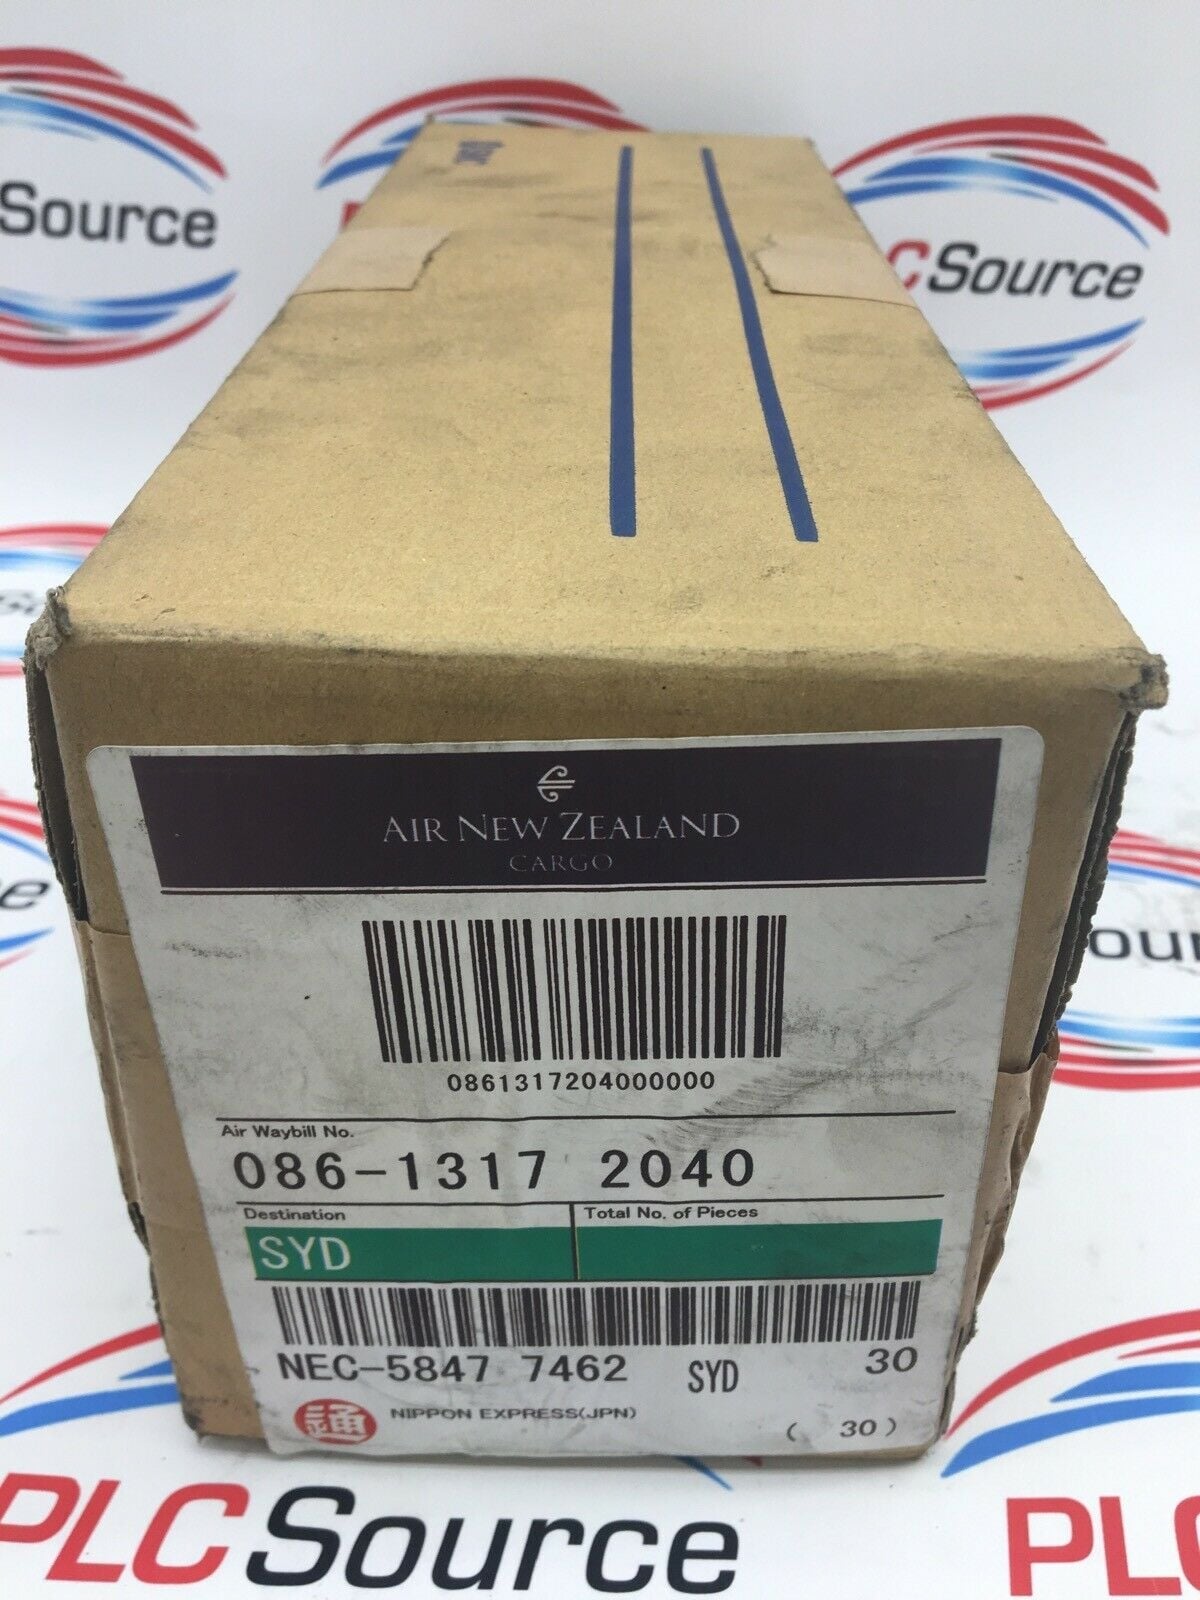 Source
PLCSource
AIR NEW ZEALAND
CARGO
0861317204000000
Air Waybill No.
086-1317 2040
Destination
Total No. of Pieces
SYD
NEC-5847 7462 SYD 30
通 NIPPON EXPRESS(JPN)
( 30 )
PLCSource
PLC